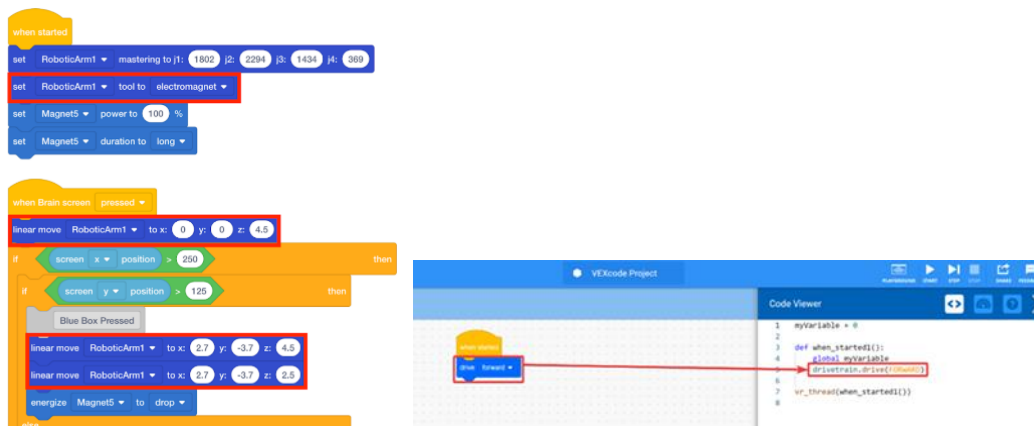 when started
set RoboticArm1 mastering to j1: 1802 j2: 2294 j3: 1434 j4: 369
set RoboticArm1 tool to electromagnet
set Magnet5 power to 100 %
set Magnet5 duration to long
when Brain screen pressed
linear move RoboticArm1 to x: 0 y: 0 z: 4.5
if screen x position > 250 then
if screen y position > 125 then
Blue Box Pressed
linear move RoboticArm1 to x: 2.7 y: -3.7 z: 4.5
linear move RoboticArm1 to x: 2.7 y: -3.7 z: 2.5
energize Magnet5 to drop
else
VEXcode Project
PLAYGROUND START STEP STOP SHARE
Code Viewer
when started
drive forward
1 myVariable = 0
2
3 def when_started1():
4 global myVariable
5 drivetrain.drive(FORWARD)
6
7 vr_thread(when_started1())
8